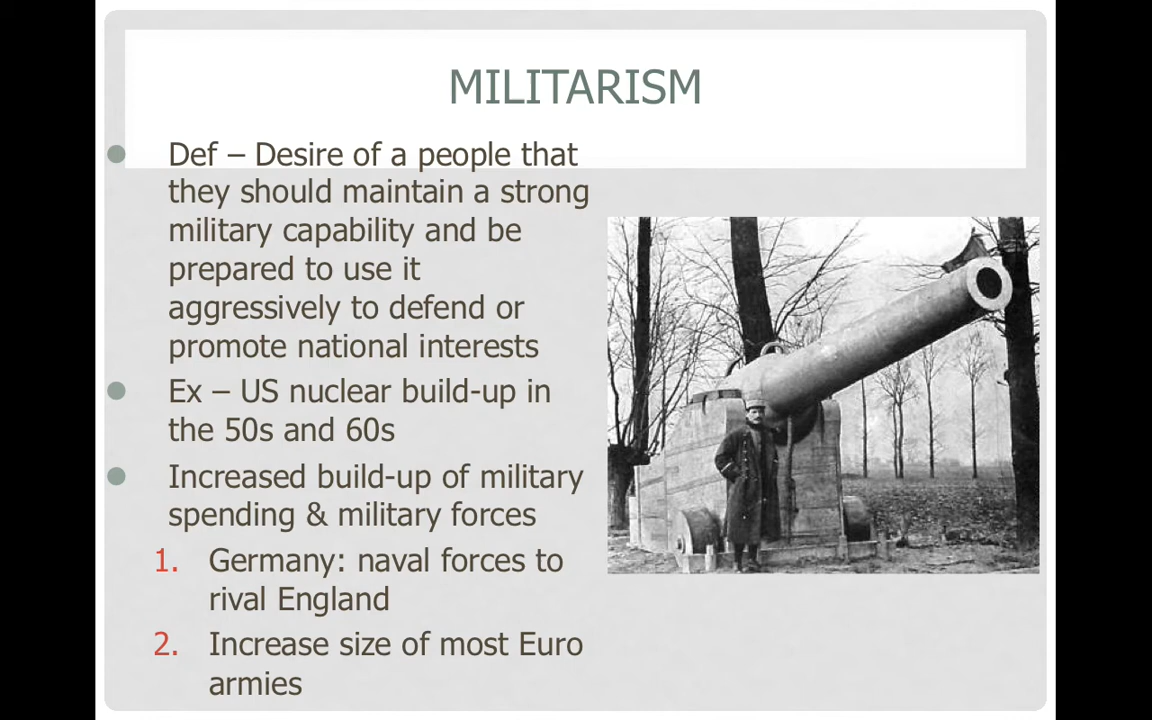 MILITARISM
Def – Desire of a people that
they should maintain a strong
military capability and be
prepared to use it
aggressively to defend or
promote national interests
Ex – US nuclear build-up in
the 50s and 60s
Increased build-up of military
spending & military forces
1. Germany: naval forces to
rival England
2. Increase size of most Euro
armies